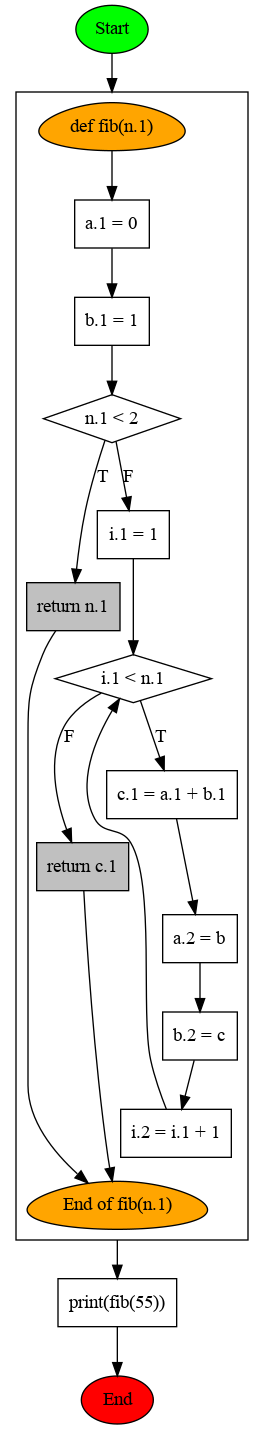 Start
def fib(n.1)
a.1 = 0
b.1 = 1
n.1 < 2
T
F
i.1 = 1
return n.1
i.1 < n.1
F
T
c.1 = a.1 + b.1
return c.1
a.2 = b
b.2 = c
i.2 = i.1 + 1
End of fib(n.1)
print(fib(55))
End